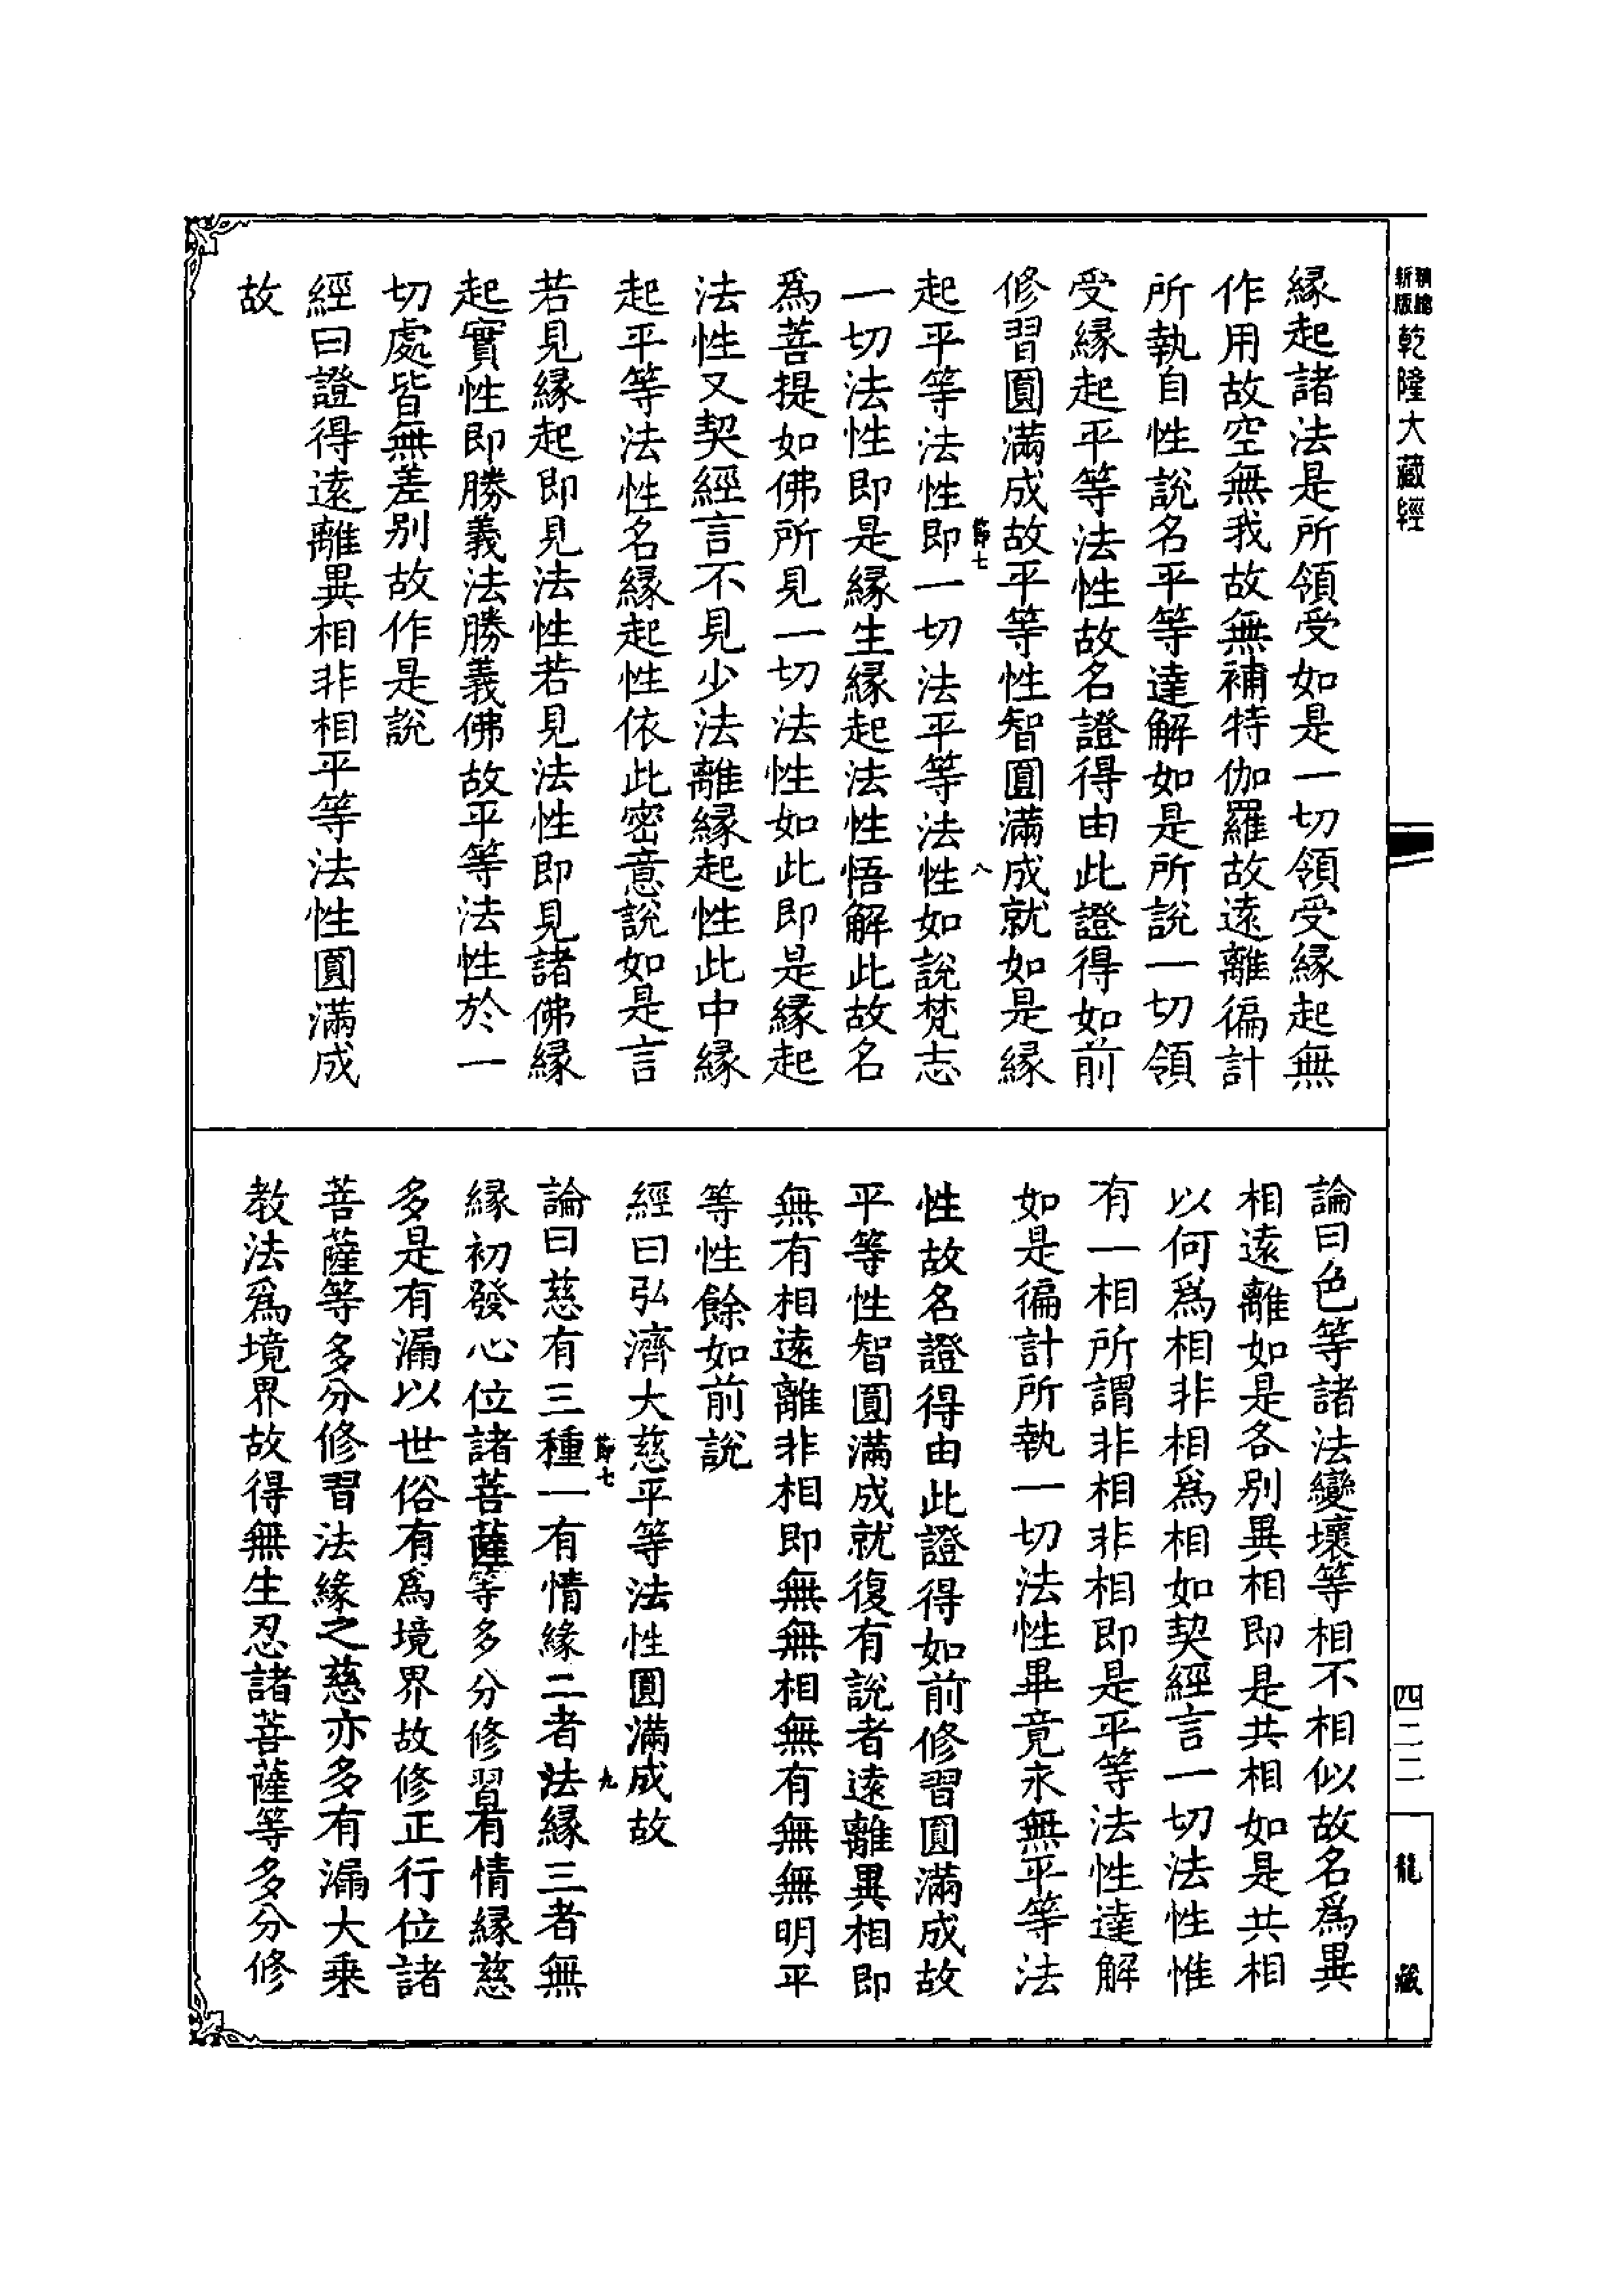 乾隆大藏經
四二二
龍藏
緣起諸法是所領受如是一切領受緣起無
作用故空無我故無補特伽羅故遠離徧計
所執自性說名平等達解如是所說一切領
受緣起平等法性故名證得由此證得如前
修習圓滿成故平等性智圓滿成就如是緣
節七
八
起平等法性即一切法平等法性如說梵志
一切法性即是緣生緣起法性悟解此故名
爲菩提如佛所見一切法性如此即是緣起
法性又契經言不見少法離緣起性此中緣
起平等法性名緣起性依此密意說如是言
若見緣起即見法性若見法性即見諸佛緣
起實性即勝義法勝義佛故平等法性於一
切處皆無差別故作是說
經曰證得遠離異相非相平等法性圓滿成
故
論曰色等諸法變壞等相不相似故名爲異
相遠離如是各別異相即是共相如是共相
以何爲相非相爲相如契經言一切法性惟
有一相所謂非相非相即是平等法性達解
如是徧計所執一切法性畢竟永無平等法
性故名證得由此證得如前修習圓滿成故
平等性智圓滿成就復有說者遠離異相即
無有相遠離非相即無無相無有無無明平
等性餘如前說
經曰弘濟大慈平等法性圓滿成故
節七
九
論曰慈有三種一有情緣二者法緣三者無
緣初發心位諸菩薩等多分修習有情緣慈
多是有漏以世俗有爲境界故修正行位諸
菩薩等多分修習法緣之慈亦多有漏大乗
教法爲境界故得無生忍諸菩薩等多分修